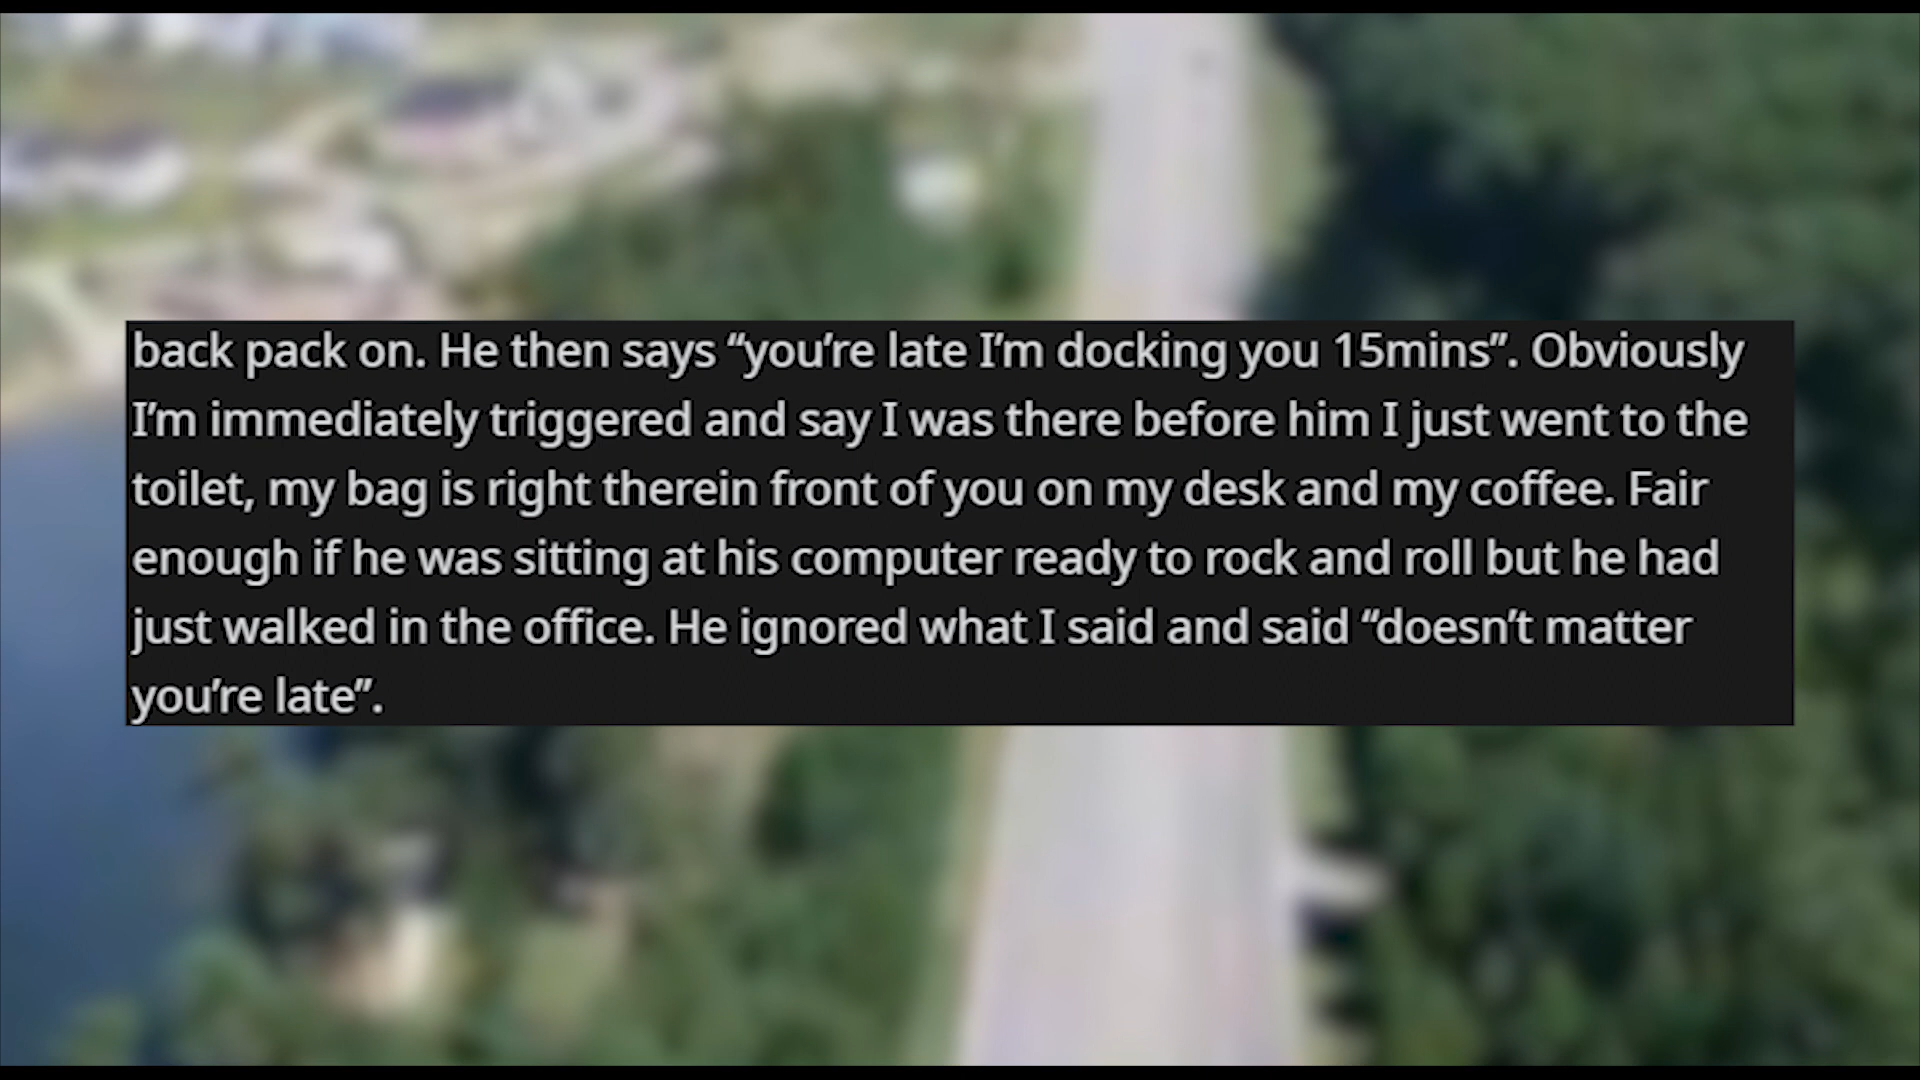 back pack on. He then says “you’re late I’m docking you 15mins”. Obviously
I’m immediately triggered and say I was there before him I just went to the
toilet, my bag is right therein front of you on my desk and my coffee. Fair
enough if he was sitting at his computer ready to rock and roll but he had
just walked in the office. He ignored what I said and said “doesn’t matter
you’re late”.